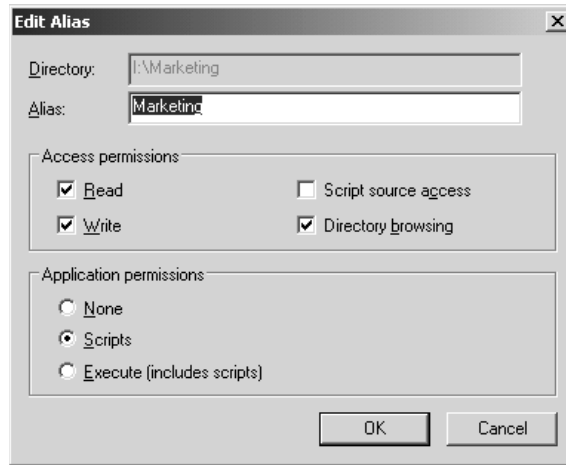 Edit Alias
Directory: I:\Marketing
Alias: Marketing
Access permissions
Read Script source access
Write Directory browsing
Application permissions
None
Scripts
Execute (includes scripts)
OK Cancel